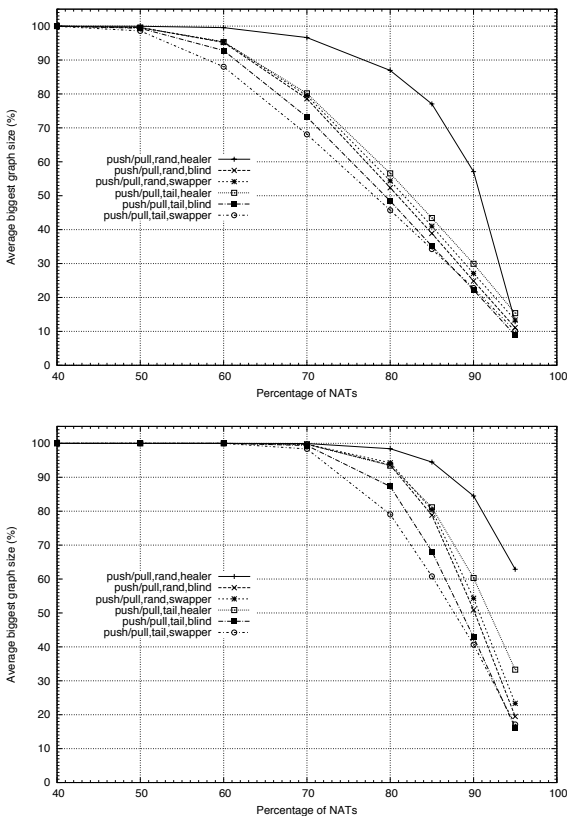 100
90
80
70
60
50
40
30
20
10
0
Average biggest graph size (%)
push/pull,rand,healer
push/pull,rand,blind
push/pull,rand,swapper
push/pull,tail,healer
push/pull,tail,blind
push/pull,tail,swapper
40 50 60 70 80 90 100
Percentage of NATs
100
90
80
70
60
50
40
30
20
10
0
Average biggest graph size (%)
push/pull,rand,healer
push/pull,rand,blind
push/pull,rand,swapper
push/pull,tail,healer
push/pull,tail,blind
push/pull,tail,swapper
40 50 60 70 80 90 100
Percentage of NATs